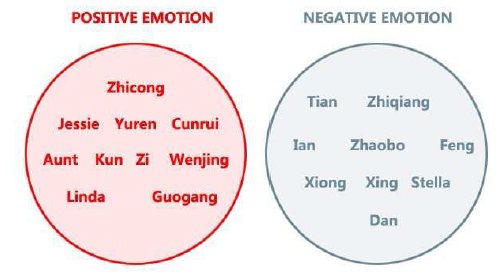 POSITIVE EMOTION
Zhicong
Jessie Yuren Cunrui
Aunt Kun Zi Wenjing
Linda Guogang
NEGATIVE EMOTION
Tian Zhiqiang
Ian Zhaobo Feng
Xiong Xing Stella
Dan